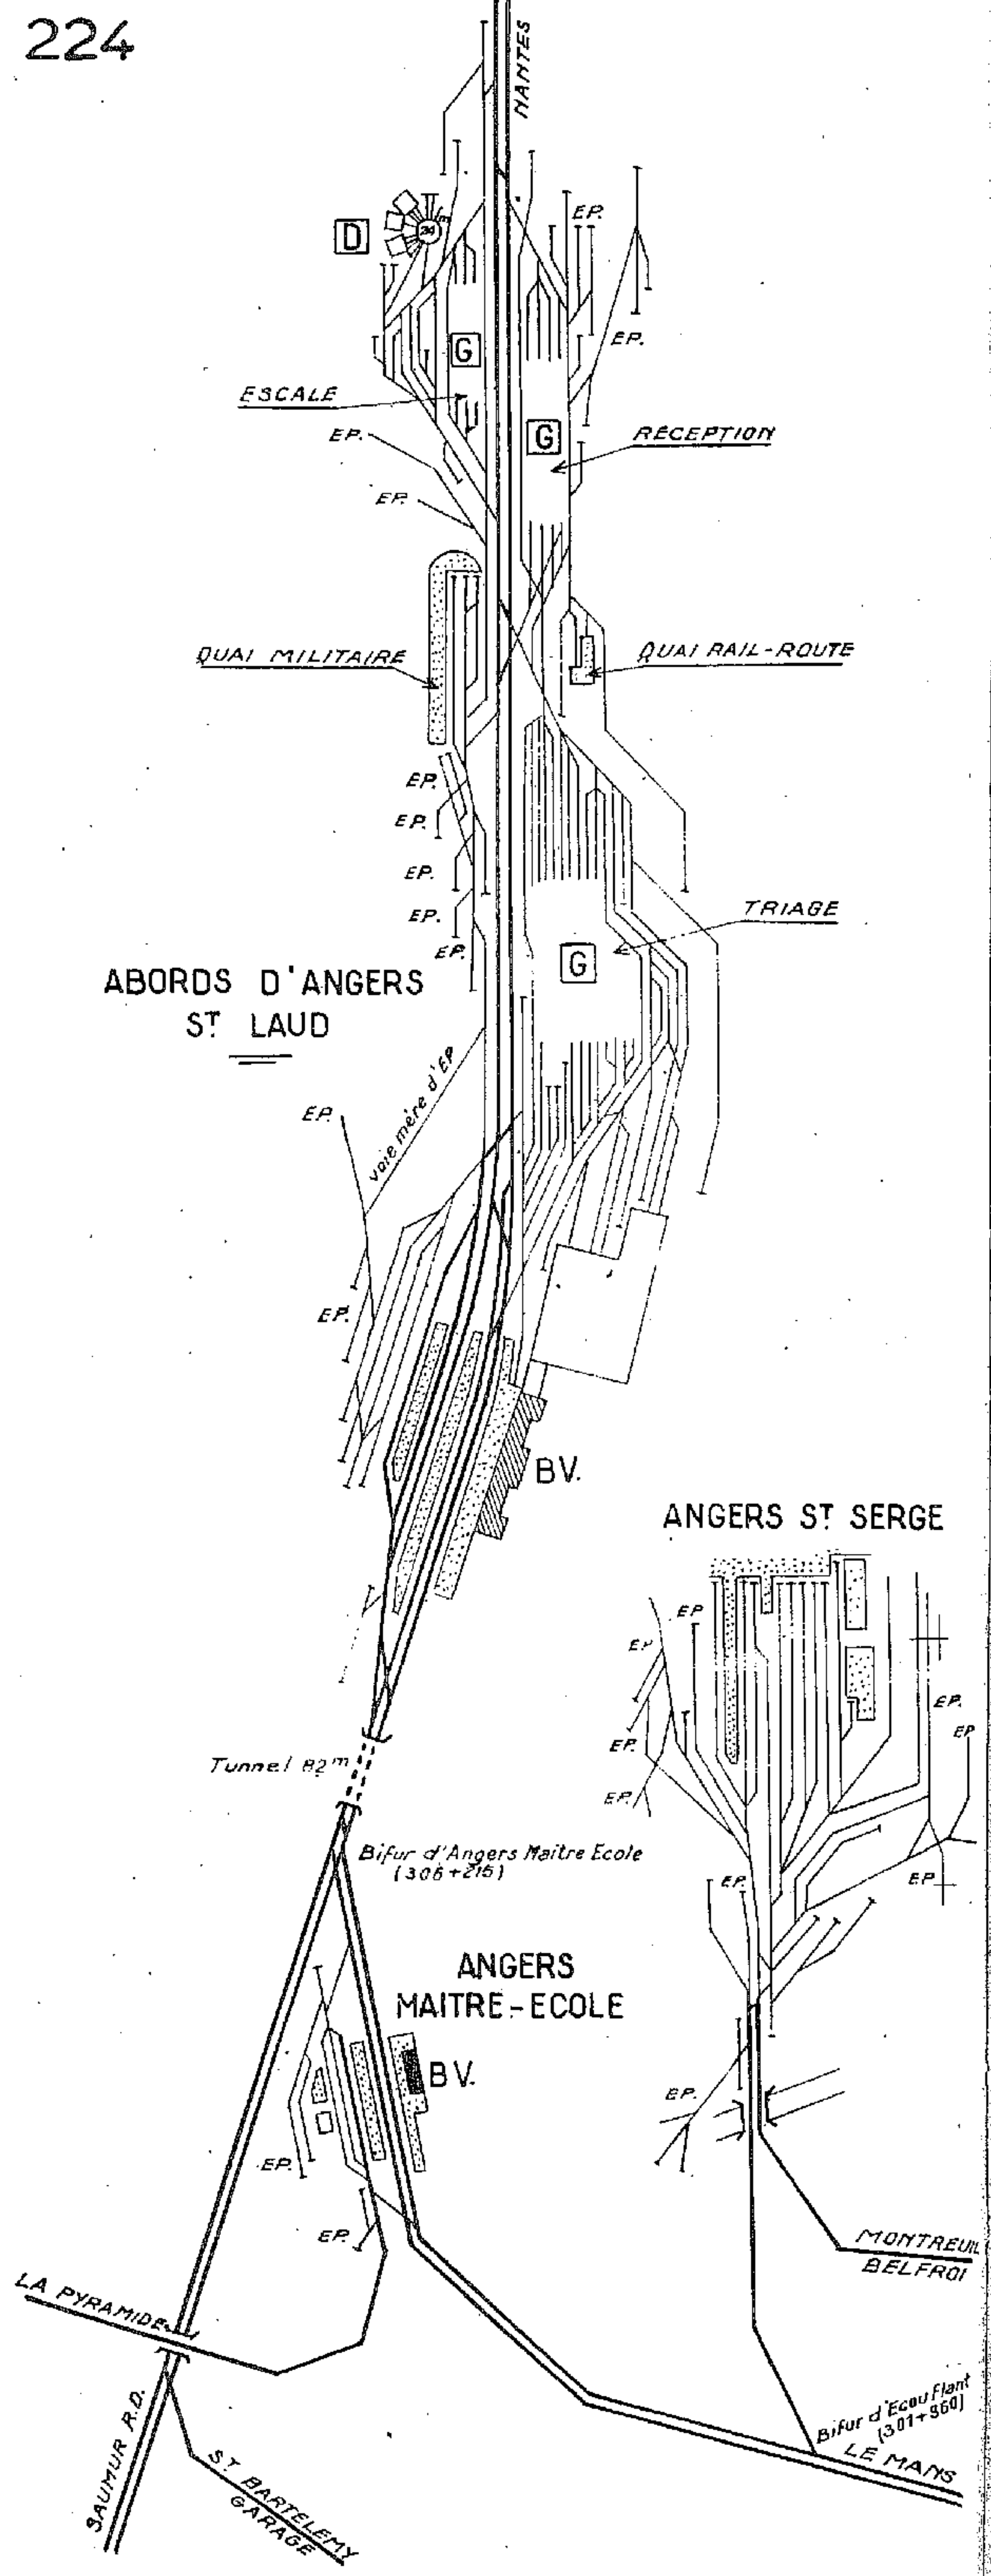 224
NANTES
D
24
EP.
EP.
G
ESCALE
EP.
G
RÉCEPTION
EP.
QUAI MILITAIRE
QUAI RAIL-ROUTE
EP.
EP.
EP.
EP.
EP.
TRIAGE
G
ABORDS D'ANGERS
ST LAUD
voie mère d'EP
EP.
EP.
BV.
ANGERS ST SERGE
EP
EP
EP.
EP.
EP
EP.
Tunnel 82m
Bifur d'Angers Maitre Ecole
(306+215)
EP.
EP
ANGERS
MAITRE-ECOLE
BV.
EP.
EP.
EP.
MONTREUIL
BELFROI
LA PYRAMIDE
SAUMUR R.D.
ST BARTELEMY
GARAGE
Bifur d'Ecouflant
(301+960)
LE MANS